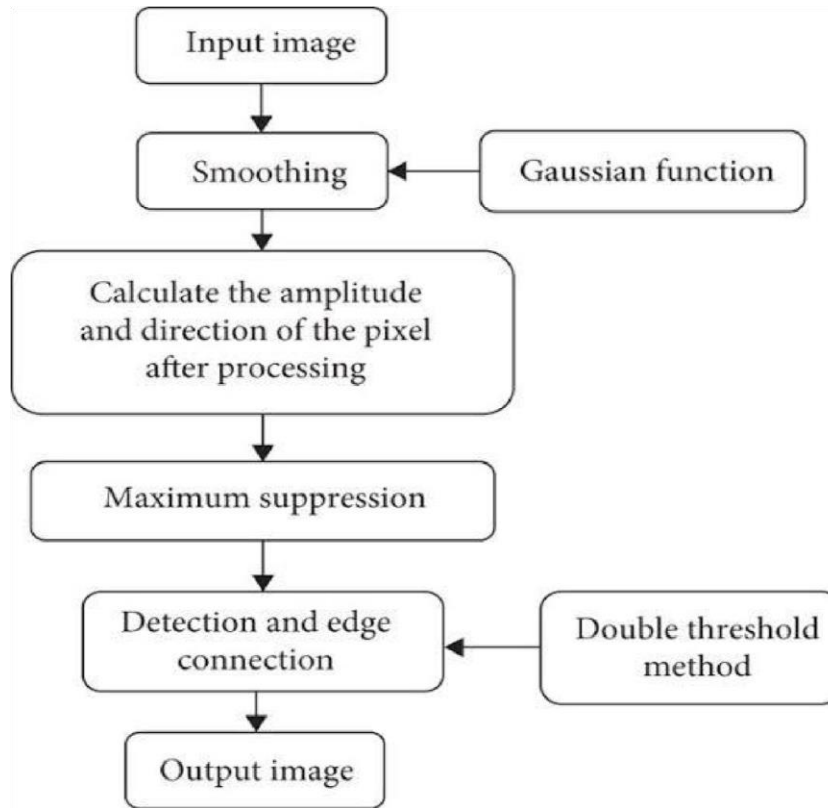 Input image
Smoothing
Gaussian function
Calculate the amplitude
and direction of the pixel
after processing
Maximum suppression
Detection and edge
connection
Double threshold
method
Output image